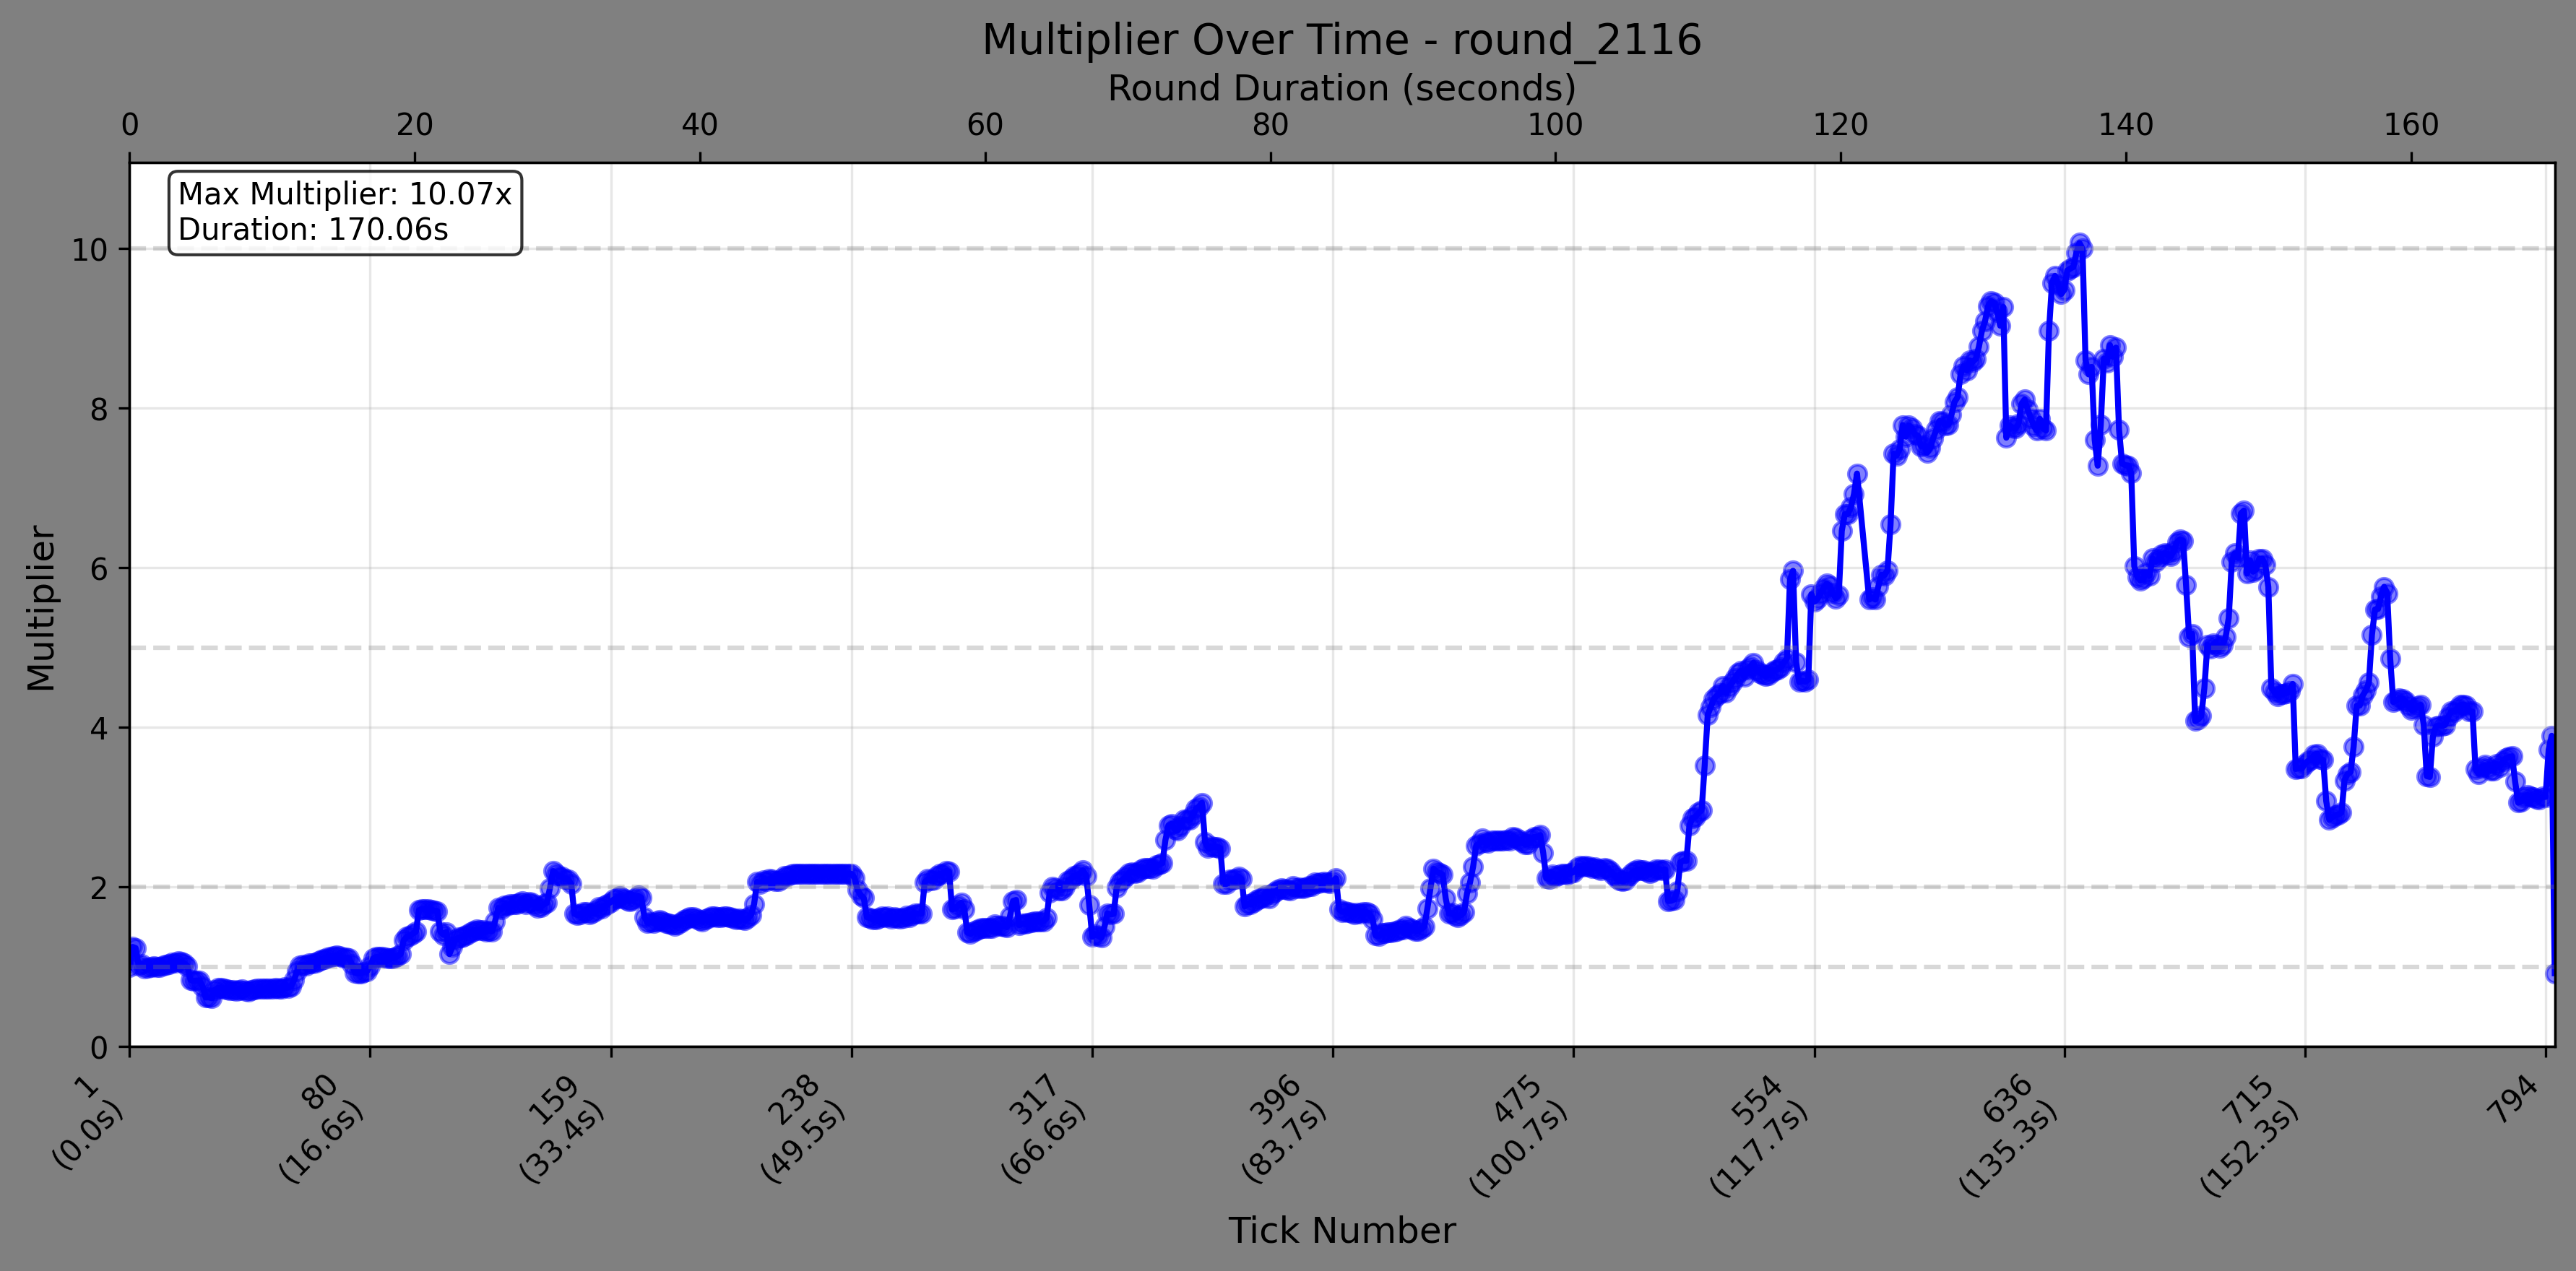 Multiplier Over Time - round_2116
Round Duration (seconds)
0 20 40 60 80 100 120 140 160
Max Multiplier: 10.07x
Duration: 170.06s
Multiplier
10
8
6
4
2
0
1
(0.0s)
80
(16.6s)
159
(33.4s)
238
(49.5s)
317
(66.6s)
396
(83.7s)
475
(100.7s)
554
(117.7s)
636
(135.3s)
715
(152.3s)
794
Tick Number